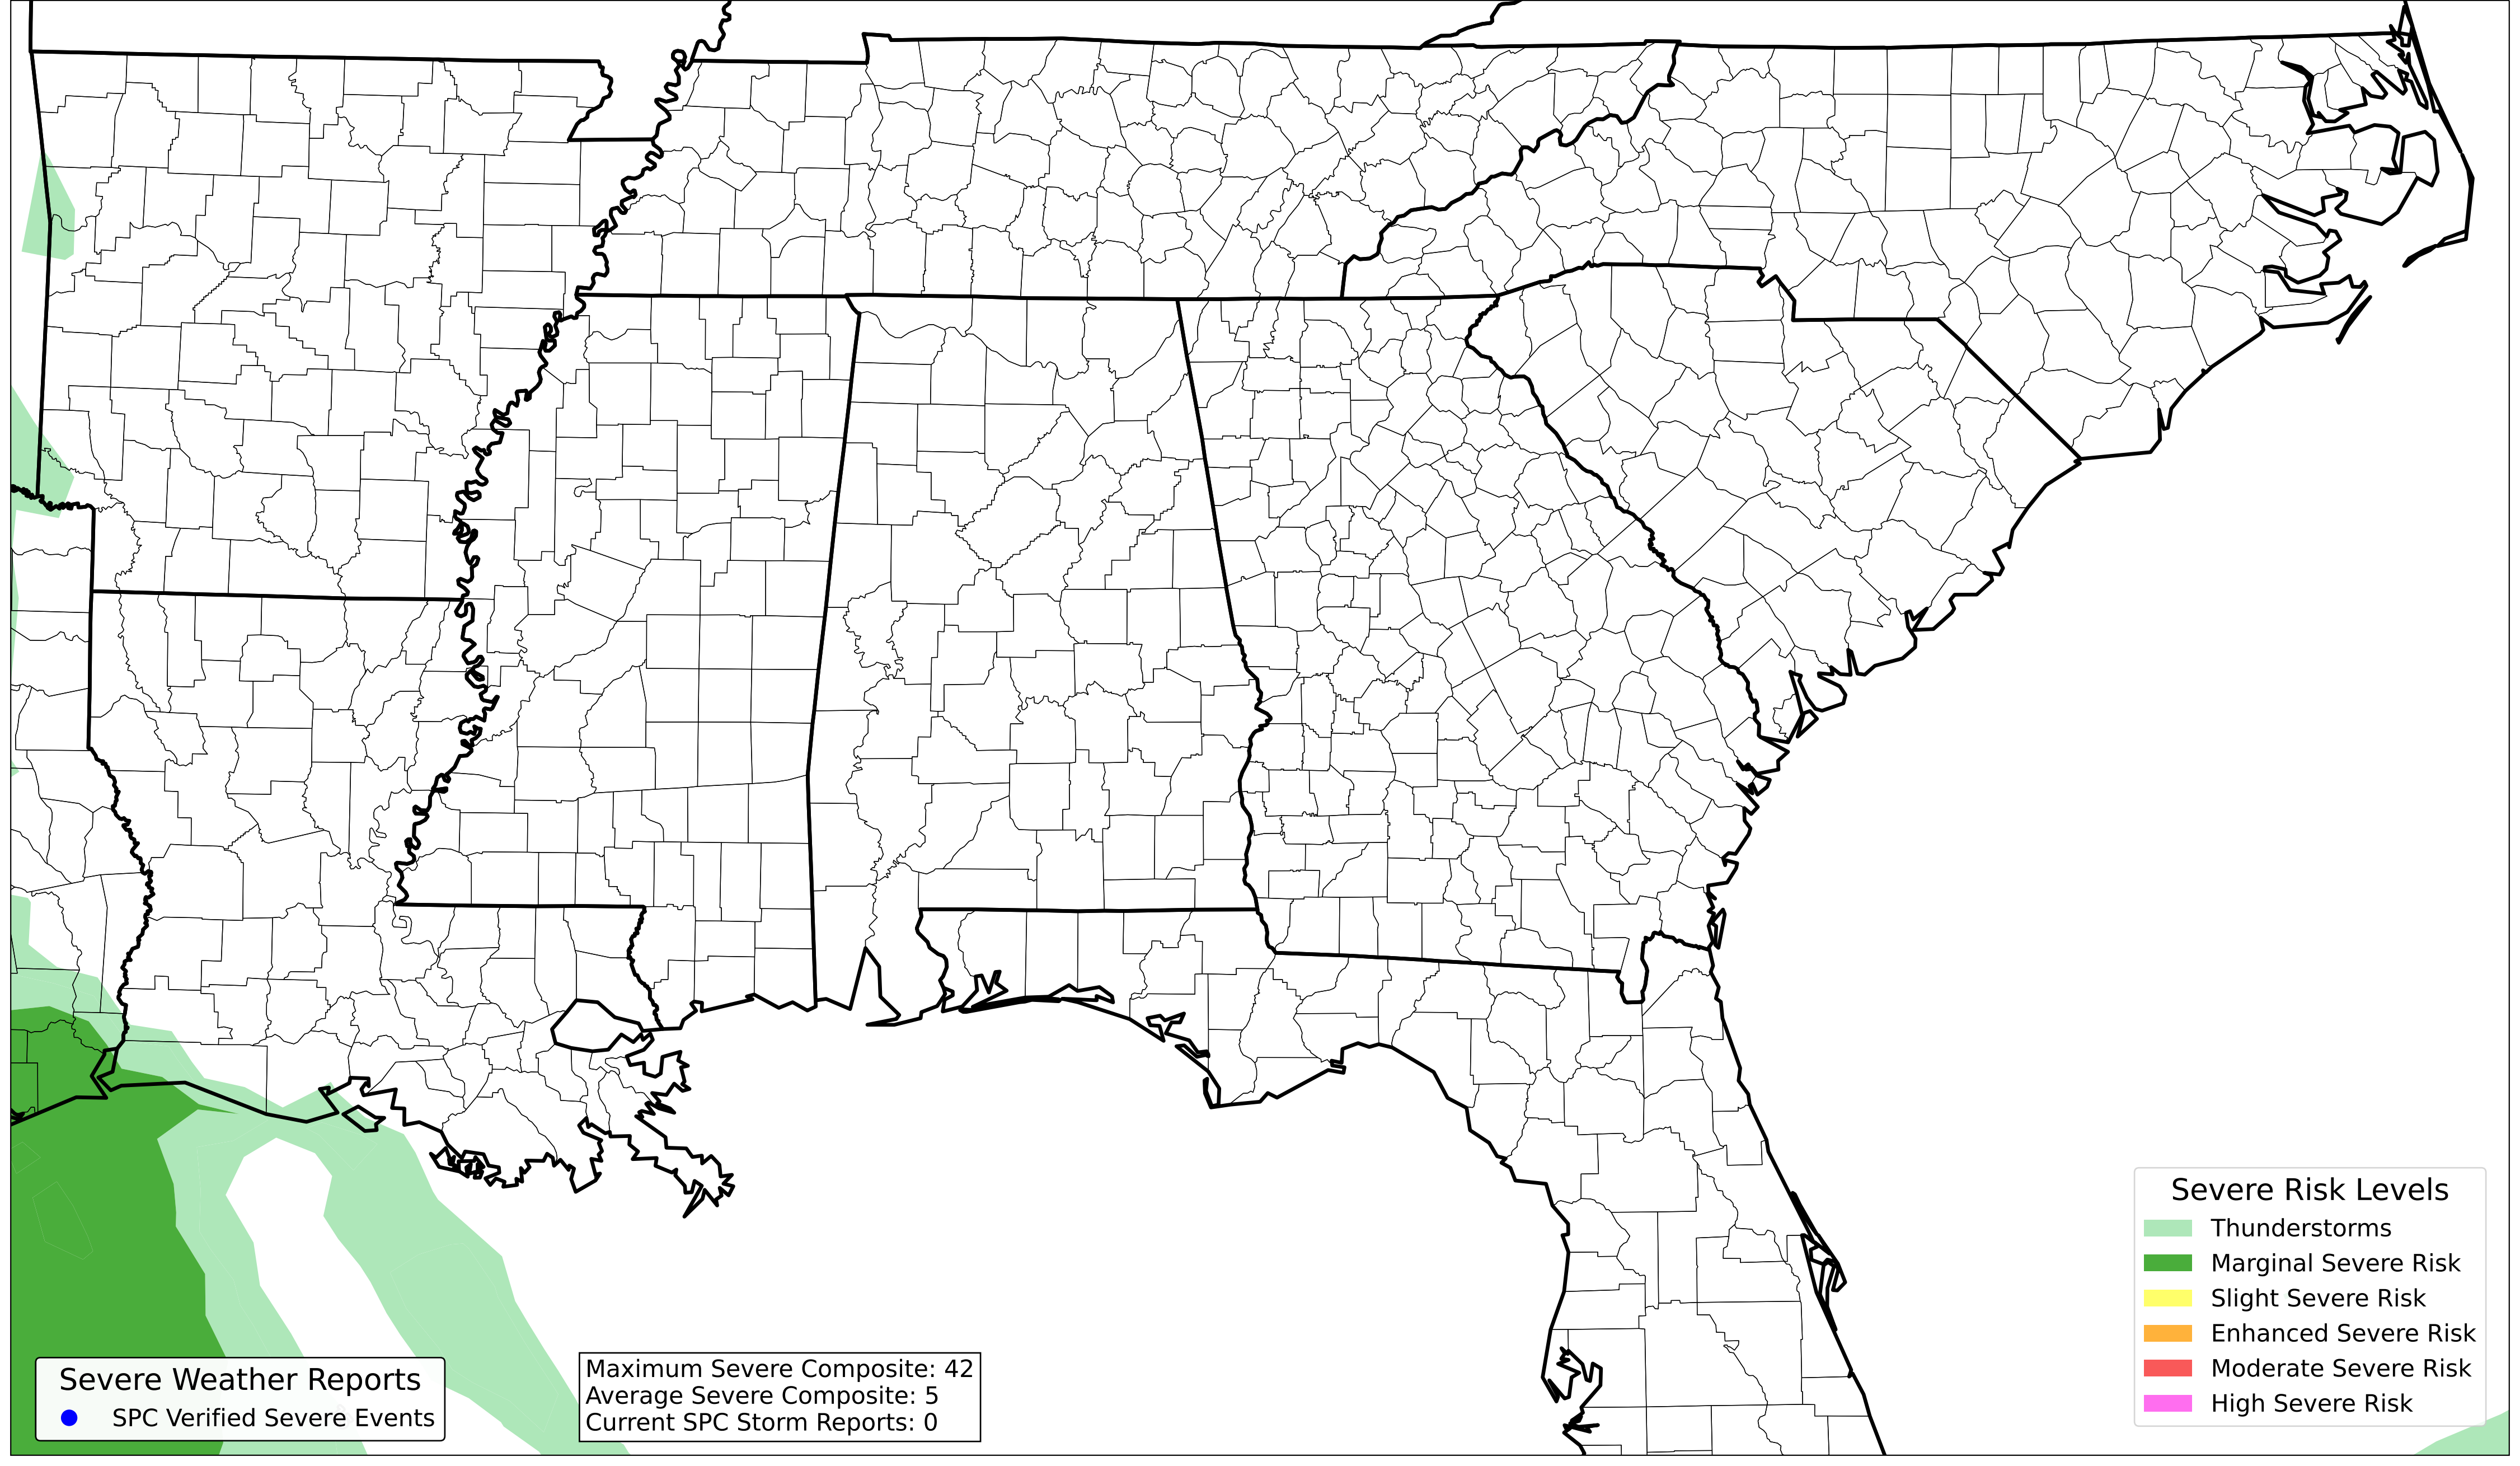 Severe Risk Levels
Thunderstorms
Marginal Severe Risk
Slight Severe Risk
Enhanced Severe Risk
Moderate Severe Risk
High Severe Risk
Severe Weather Reports
SPC Verified Severe Events
Maximum Severe Composite: 42
Average Severe Composite: 5
Current SPC Storm Reports: 0